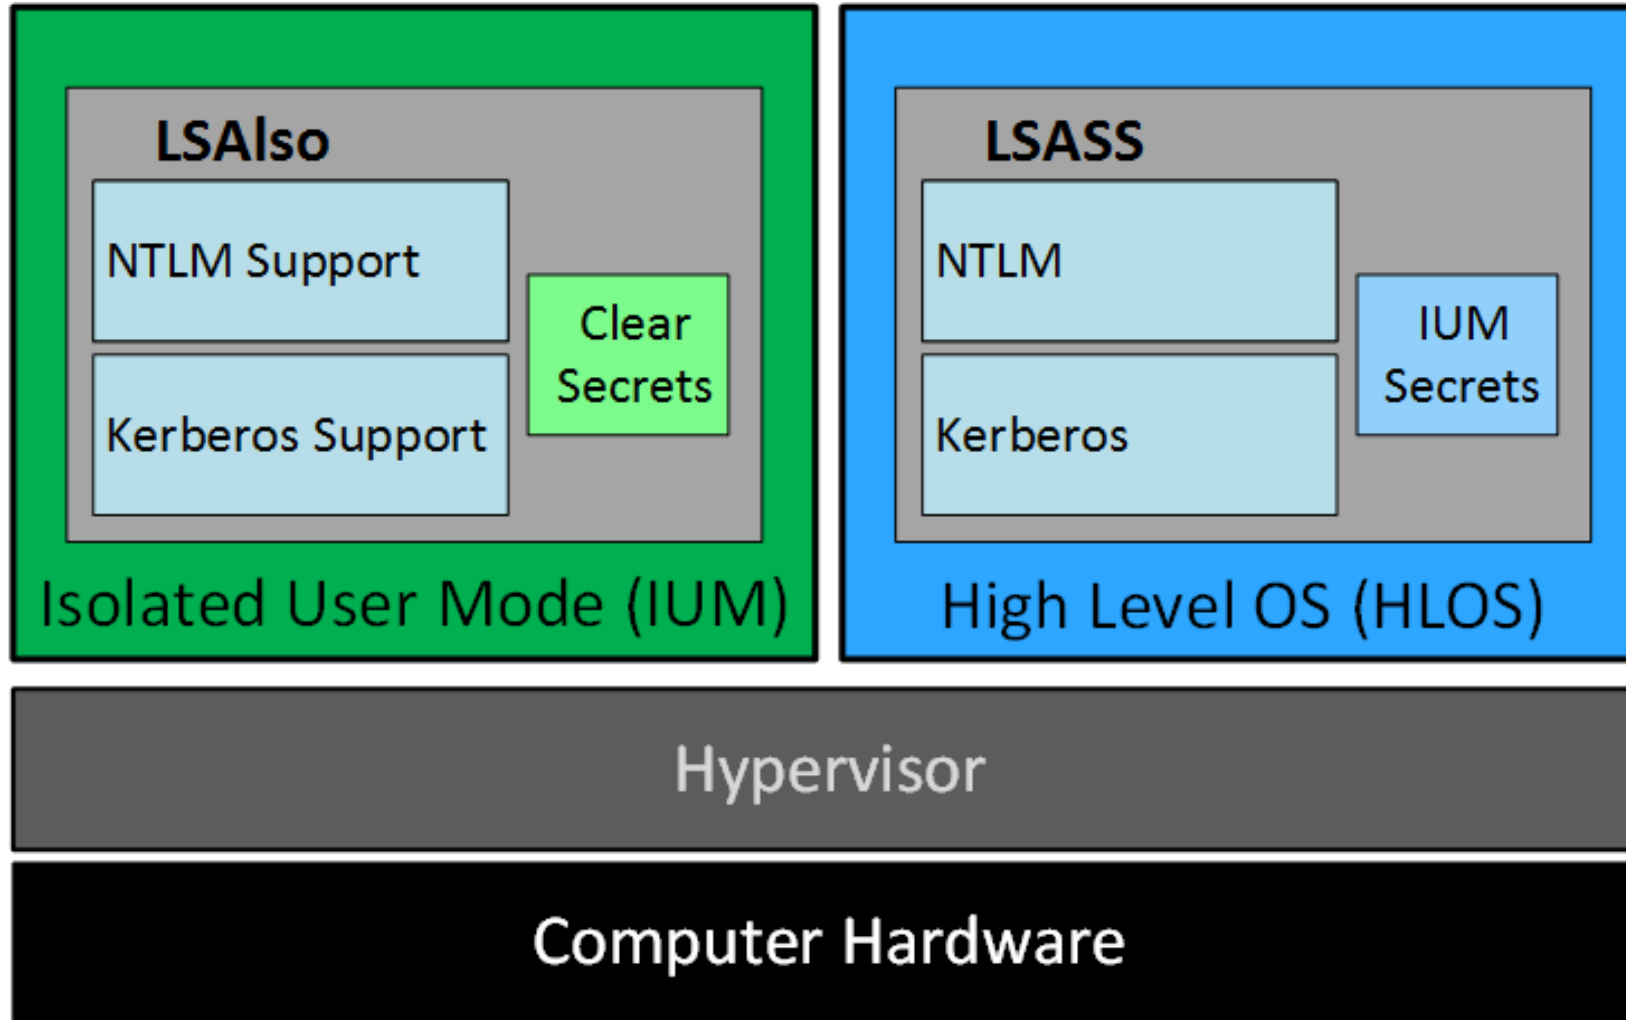 LSAIso
NTLM Support
Clear
Secrets
Kerberos Support
Isolated User Mode (IUM)
LSASS
NTLM
IUM
Secrets
Kerberos
High Level OS (HLOS)
Hypervisor
Computer Hardware